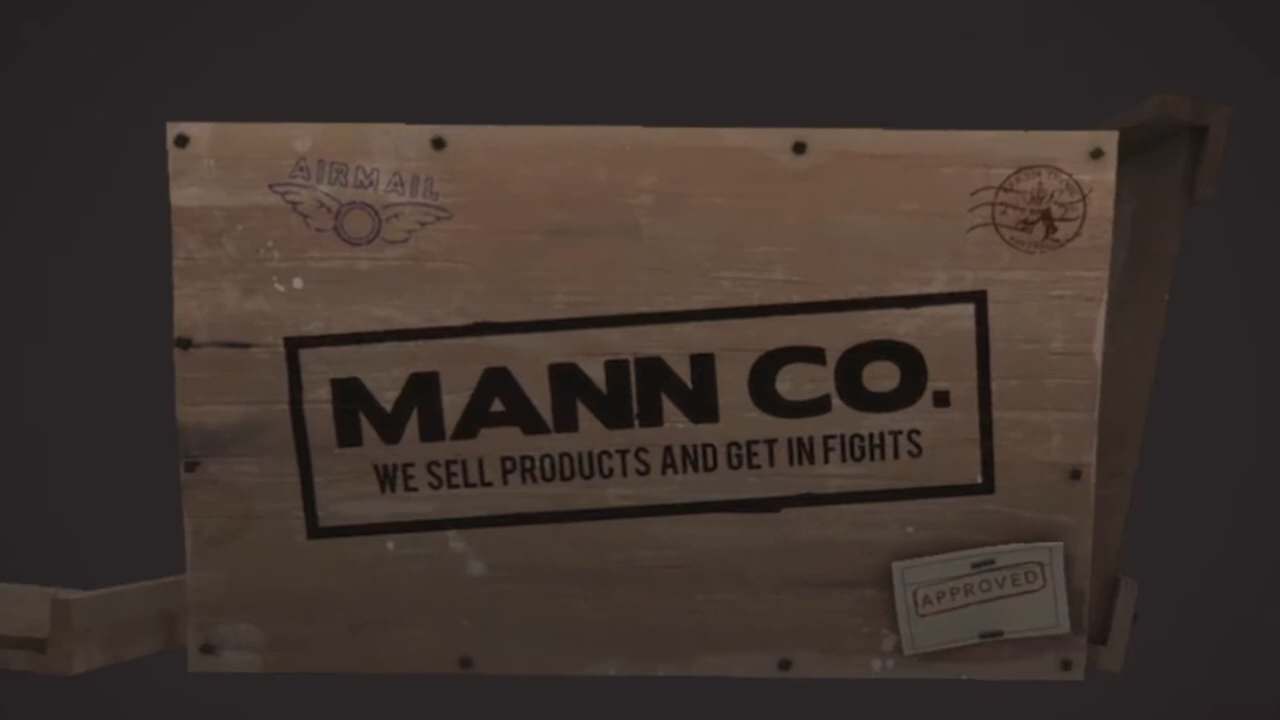 AIRMAIL
MANN CO.
WE SELL PRODUCTS AND GET IN FIGHTS
APPROVED